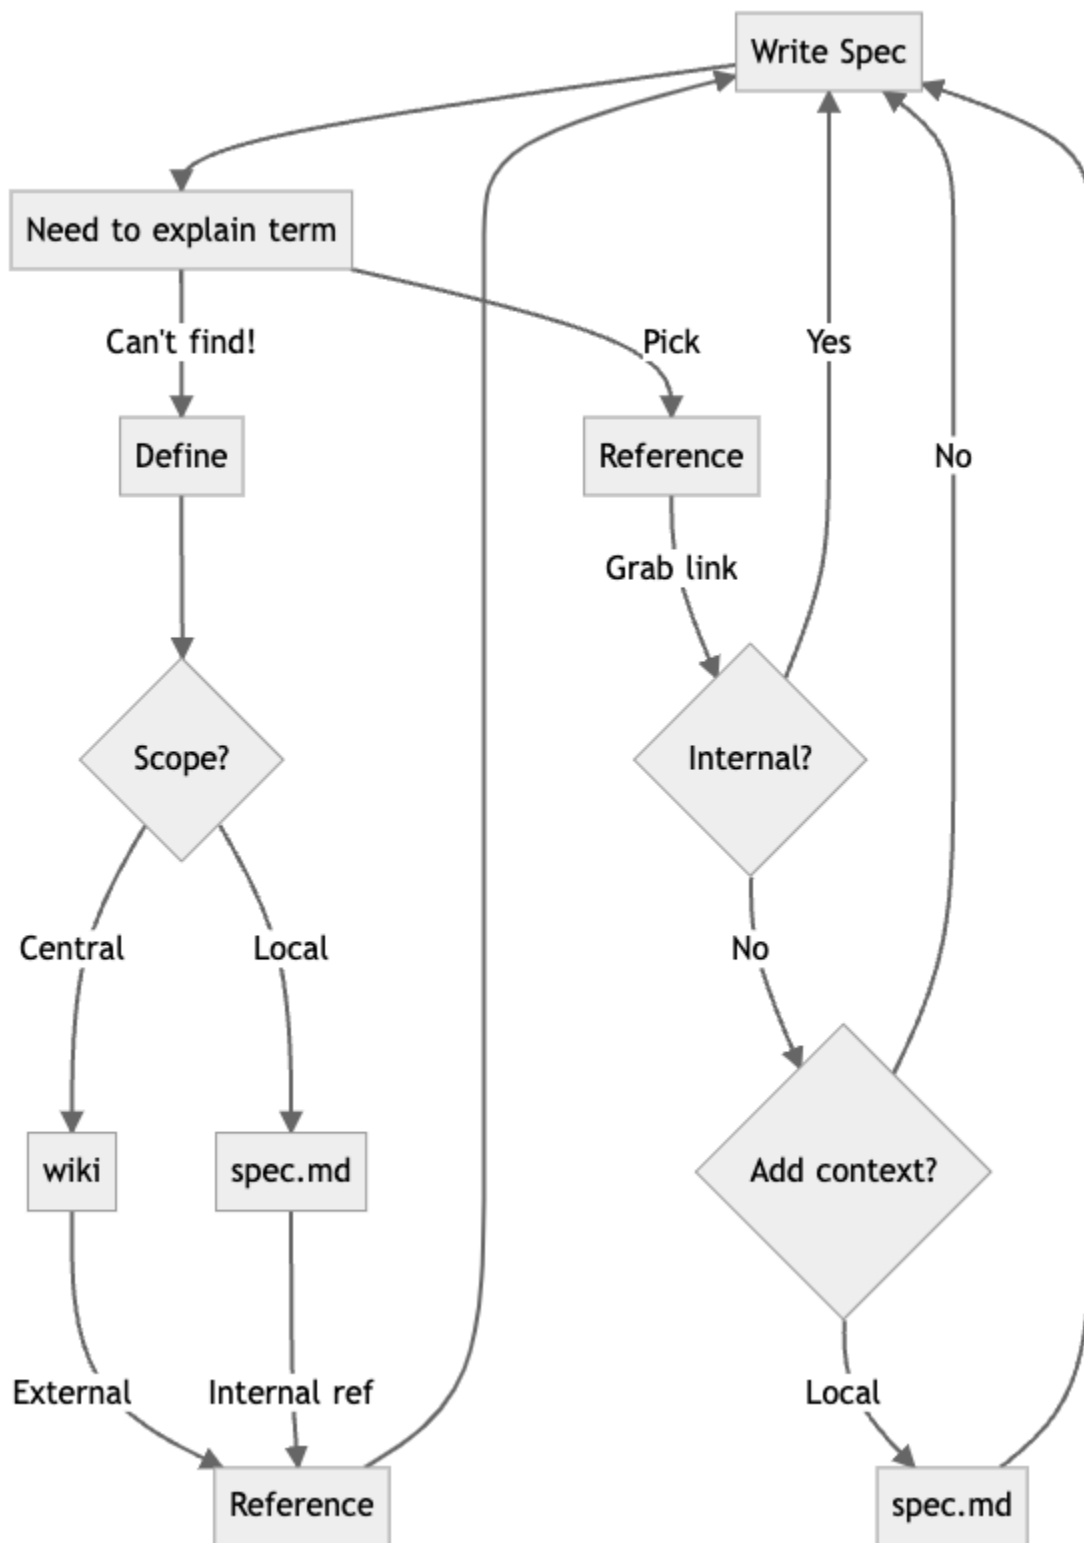 Write Spec
Need to explain term
Can't find!
Pick
Yes
Define
Reference
No
Grab link
Scope?
Internal?
Central
Local
No
wiki
spec.md
Add context?
External
Internal ref
Local
Reference
spec.md